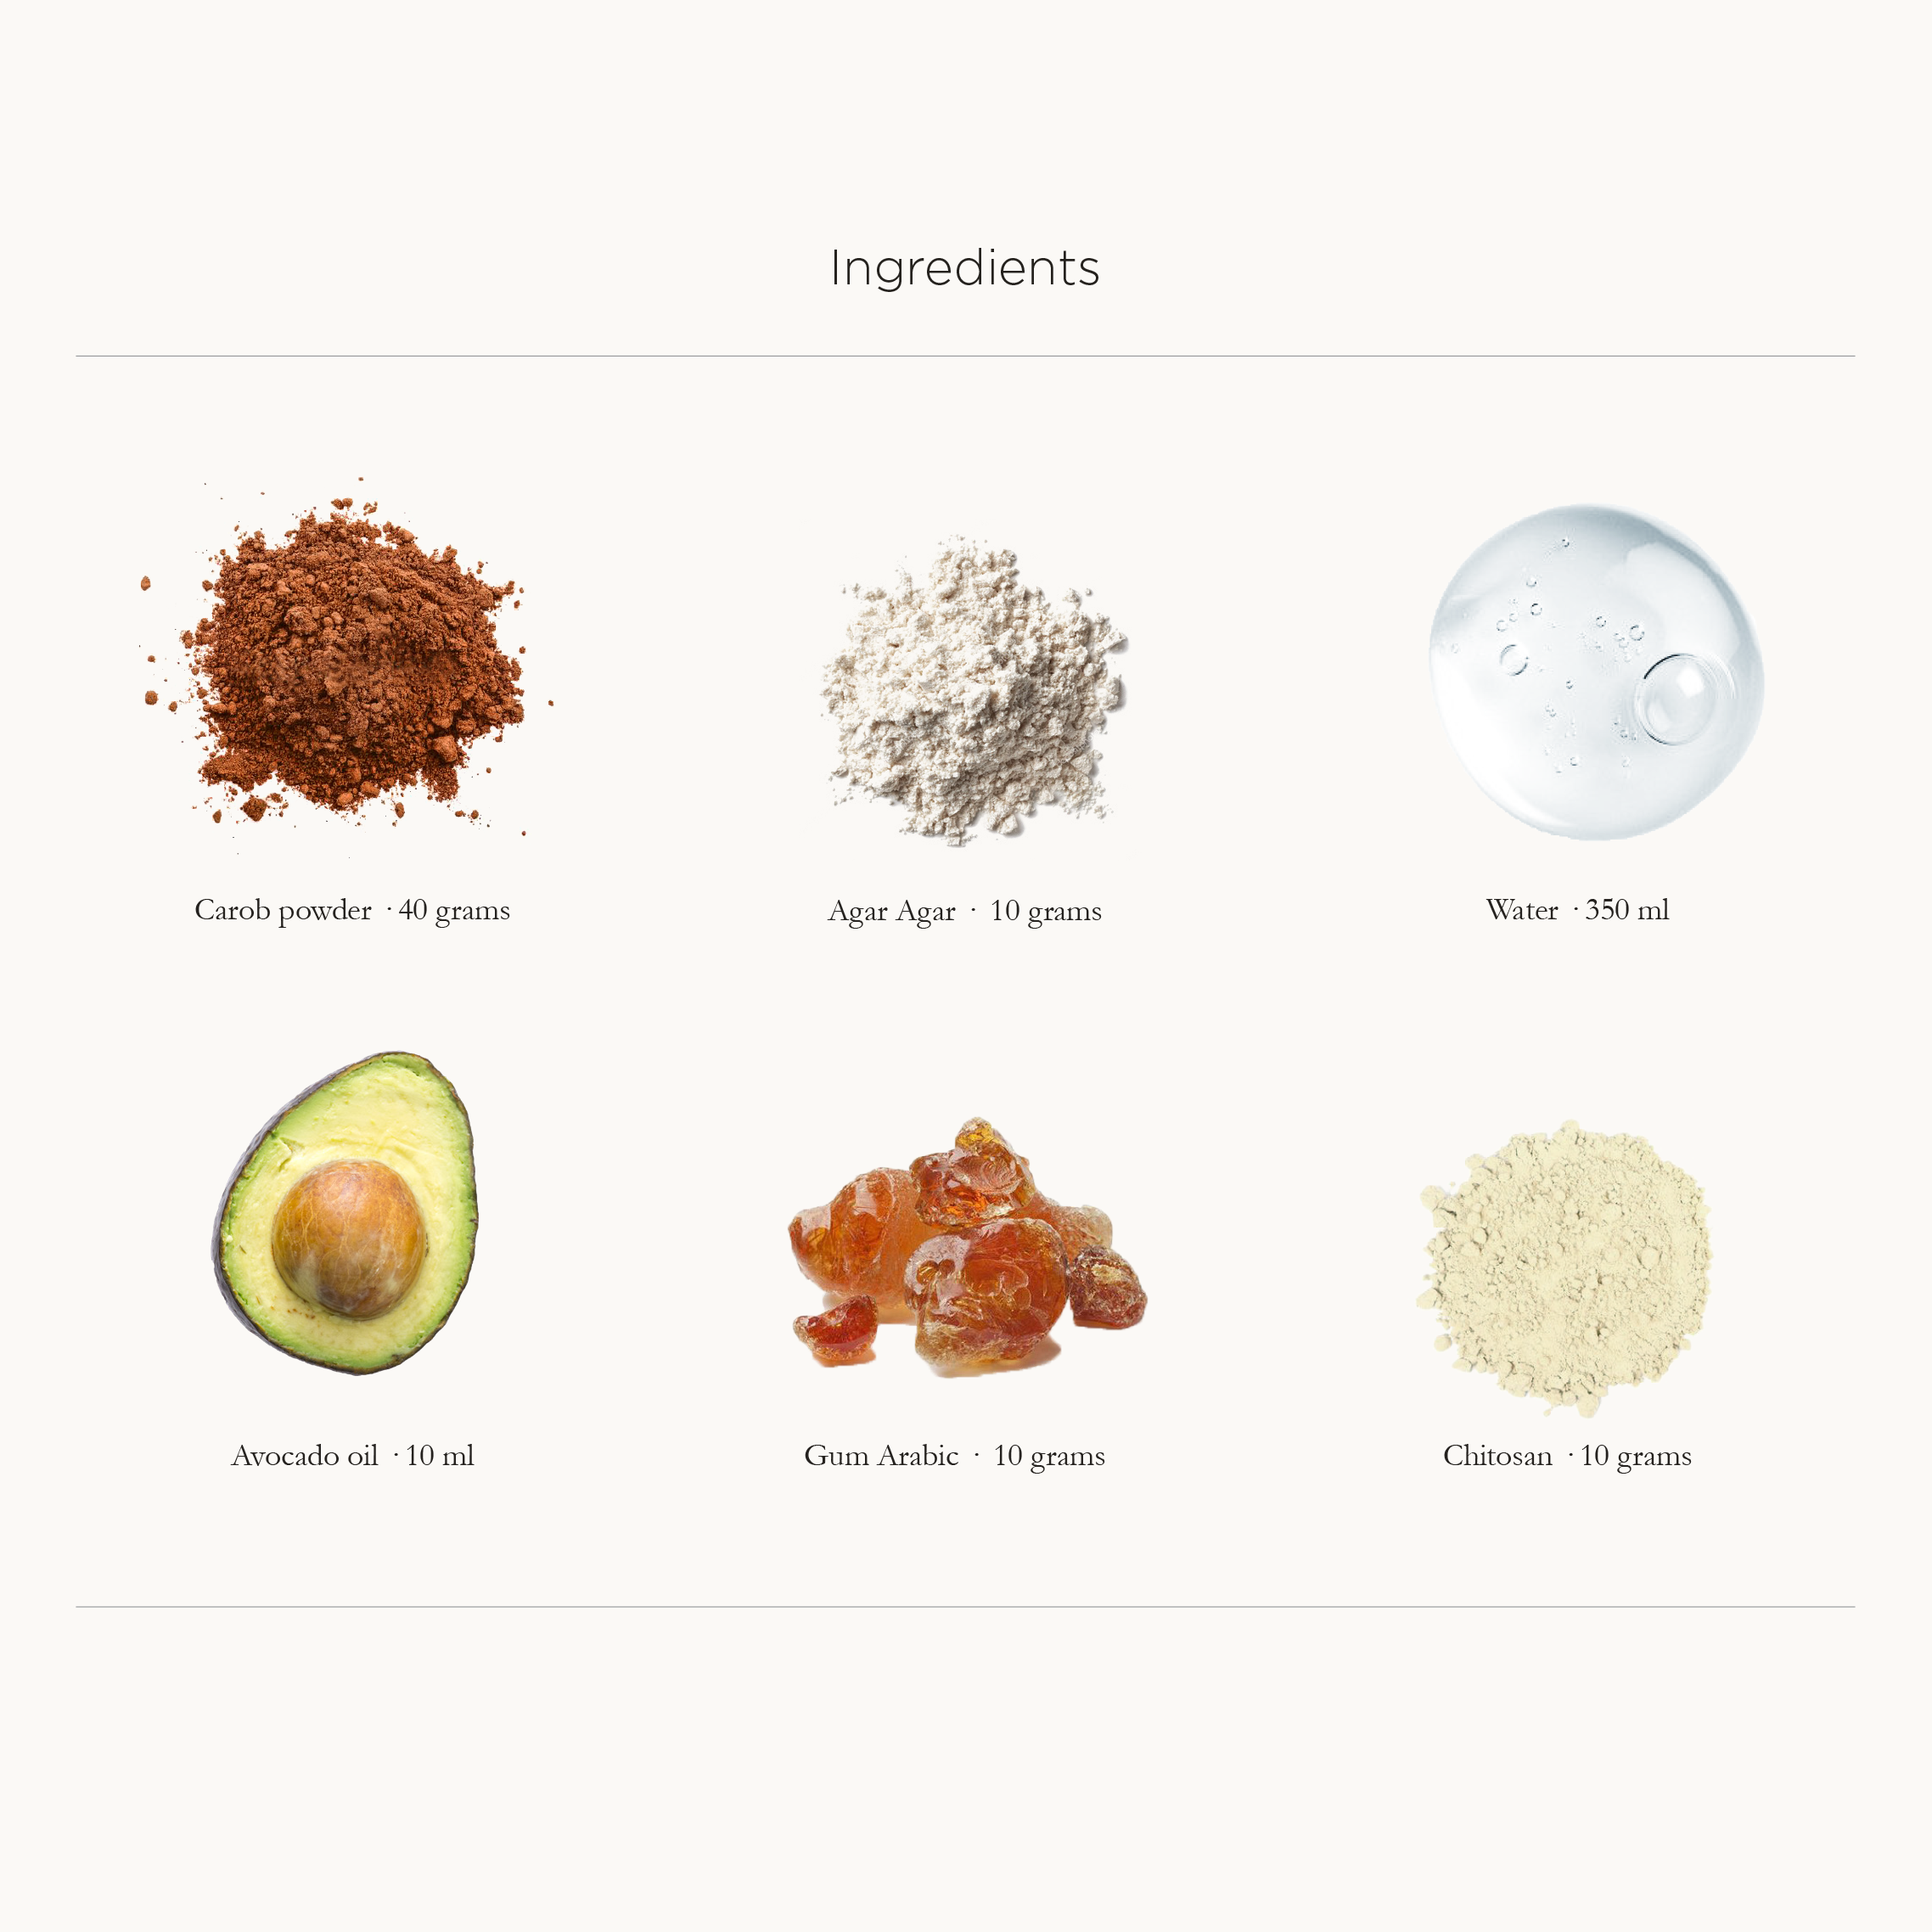 Ingredients
Carob powder · 40 grams
Agar Agar · 10 grams
Water · 350 ml
Avocado oil · 10 ml
Gum Arabic · 10 grams
Chitosan · 10 grams